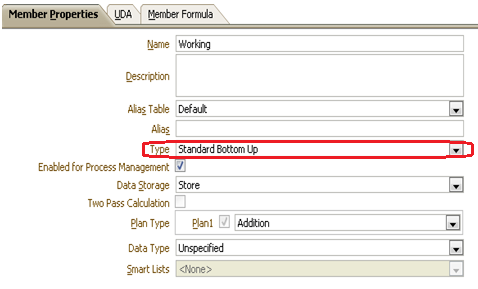 Member Properties UDA Member Formula
Name Working
Description
Alias Table Default
Alias
Type Standard Bottom Up
Enabled for Process Management
Data Storage Store
Two Pass Calculation
Plan Type Plan1 Addition
Data Type Unspecified
Smart Lists <None>